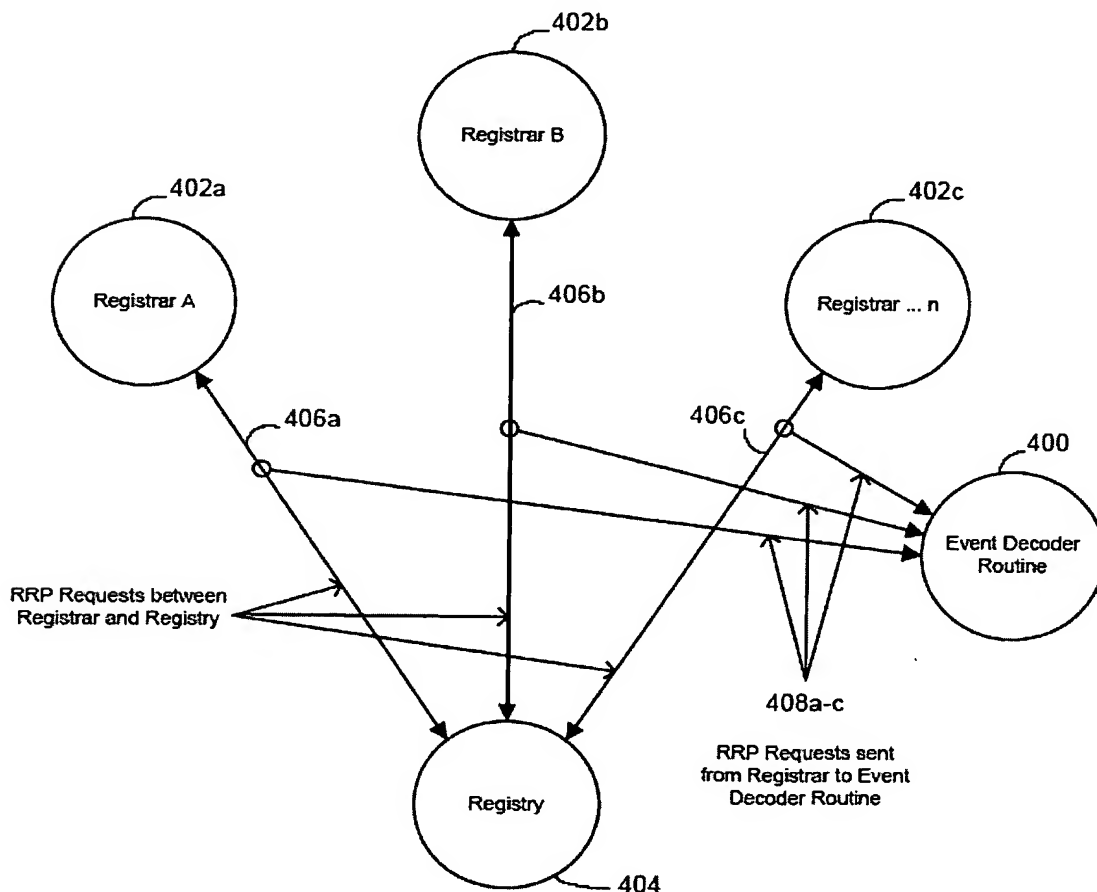 402b
Registrar B
402a
Registrar A
402c
Registrar ... n
406b
406a
406c
400
Event Decoder
Routine
RRP Requests between
Registrar and Registry
408a-c
RRP Requests sent
from Registrar to Event
Decoder Routine
Registry
404